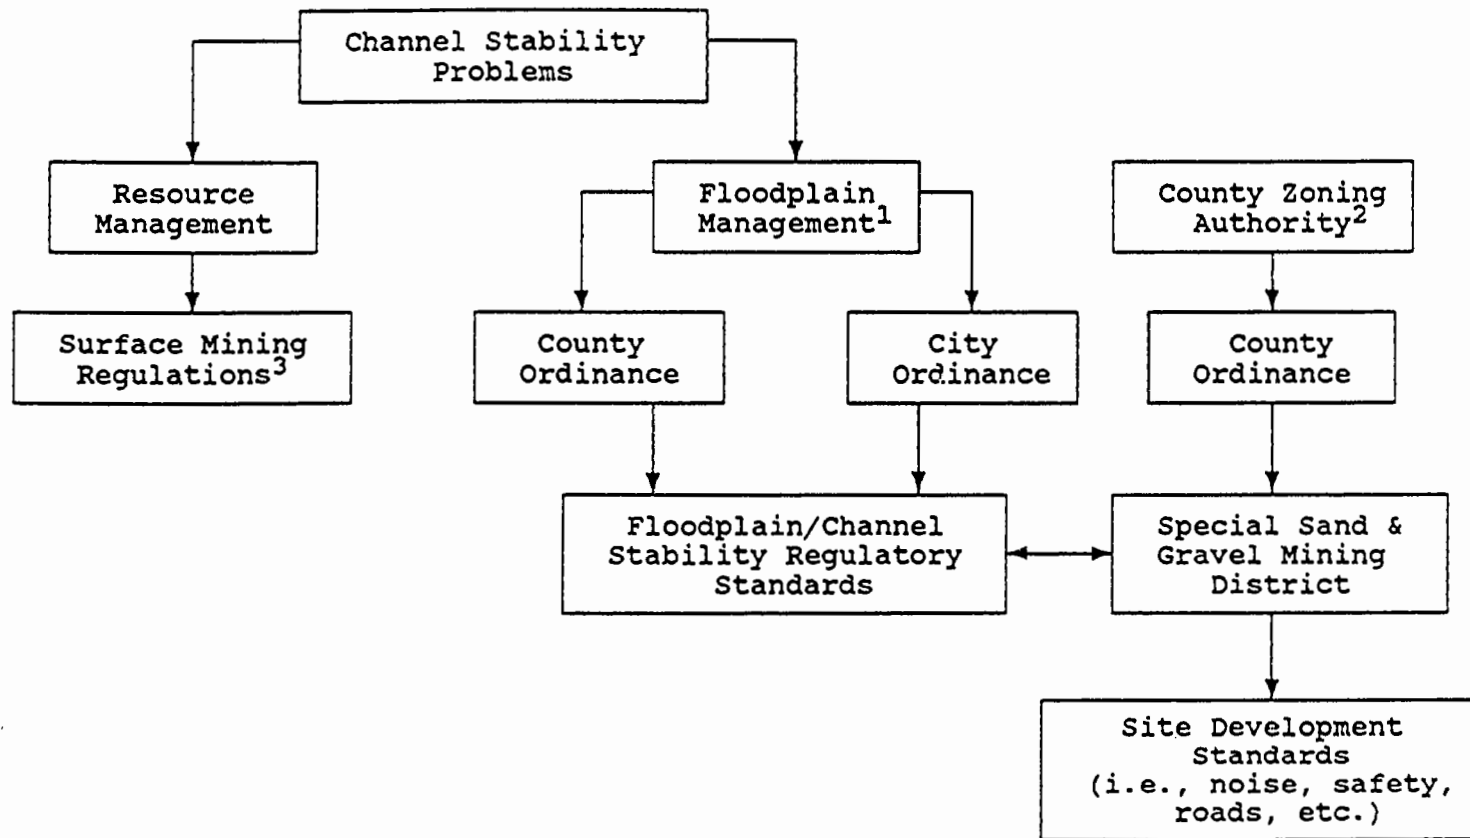 Channel Stability
Problems
Resource
Management
Floodplain
Management1
County Zoning
Authority2
Surface Mining
Regulations3
County
Ordinance
City
Ordinance
County
Ordinance
Floodplain/Channel
Stability Regulatory
Standards
Special Sand &
Gravel Mining
District
Site Development
Standards
(i.e., noise, safety,
roads, etc.)